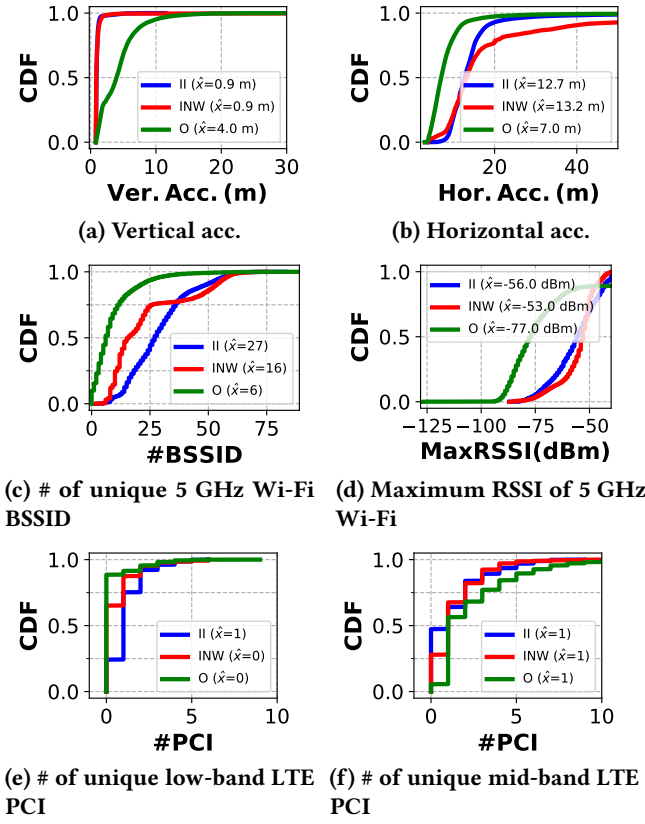 CDF
1.0
0.5
0.0
II (x̂=0.9 m)
INW (x̂=0.9 m)
O (x̂=4.0 m)
0 10 20 30
Ver. Acc. (m)
(a) Vertical acc.
CDF
1.0
0.5
0.0
II (x̂=12.7 m)
INW (x̂=13.2 m)
O (x̂=7.0 m)
20 40
Hor. Acc. (m)
(b) Horizontal acc.
CDF
1.0
0.5
0.0
II (x̂=27)
INW (x̂=16)
O (x̂=6)
0 25 50 75
#BSSID
(c) # of unique 5 GHz Wi-Fi
BSSID
CDF
1.0
0.5
0.0
II (x̂=-56.0 dBm)
INW (x̂=-53.0 dBm)
O (x̂=-77.0 dBm)
−125 −100 −75 −50
MaxRSSI(dBm)
(d) Maximum RSSI of 5 GHz
Wi-Fi
CDF
1.0
0.5
0.0
II (x̂=1)
INW (x̂=0)
O (x̂=0)
0 5 10
#PCI
(e) # of unique low-band LTE
PCI
CDF
1.0
0.5
0.0
II (x̂=1)
INW (x̂=1)
O (x̂=1)
0 5 10
#PCI
(f) # of unique mid-band LTE
PCI